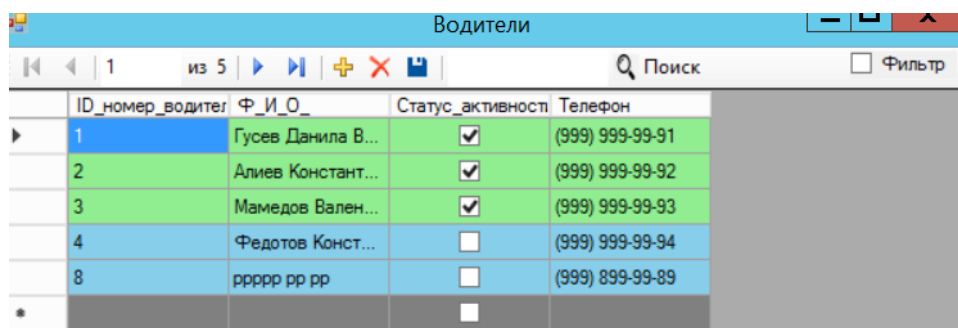 Водители
1 из 5 Поиск Фильтр
ID_номер_водител Ф_И_О_ Статус_активности Телефон
1 Гусев Данила В... (999) 999-99-91
2 Алиев Констант... (999) 999-99-92
3 Мамедов Вален... (999) 999-99-93
4 Федотов Конст... (999) 999-99-94
8 ррррр рр рр (999) 899-99-89